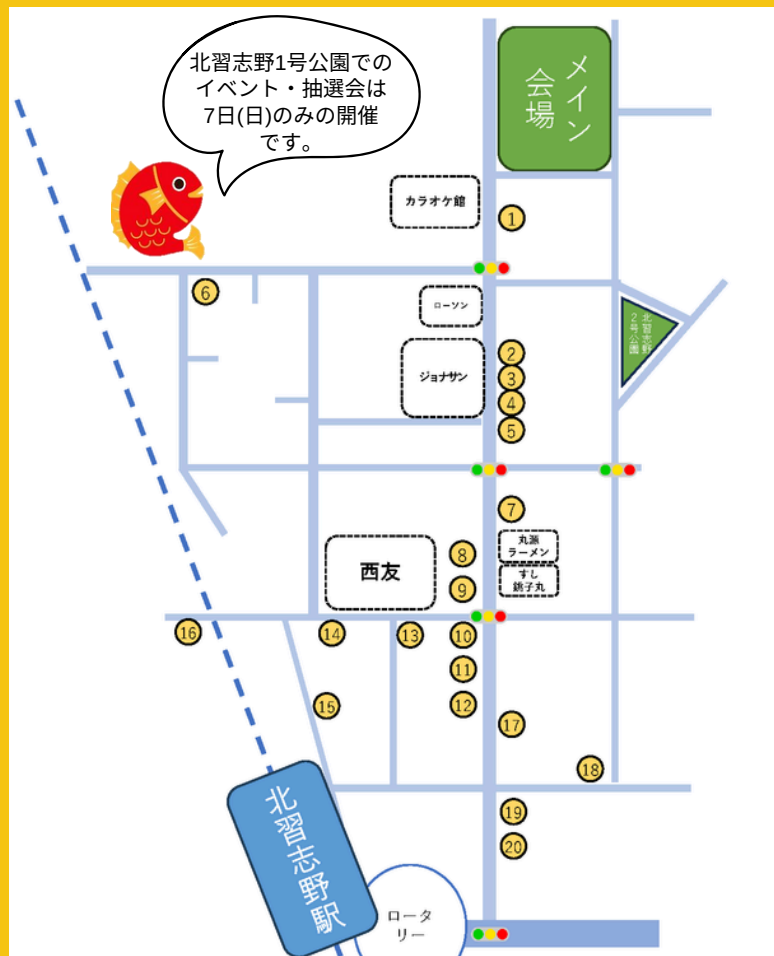 北習志野1号公園での
イベント・抽選会は
7日(日)のみの開催
です。
メイン
会場
カラオケ館
1
6
ローソン
北習志野
2号公園
ジョナサン
2
3
4
5
7
丸源
ラーメン
すし
銚子丸
西友
8
9
16
14
13
10
11
12
15
17
18
19
20
北習志野駅
ロータ
リー